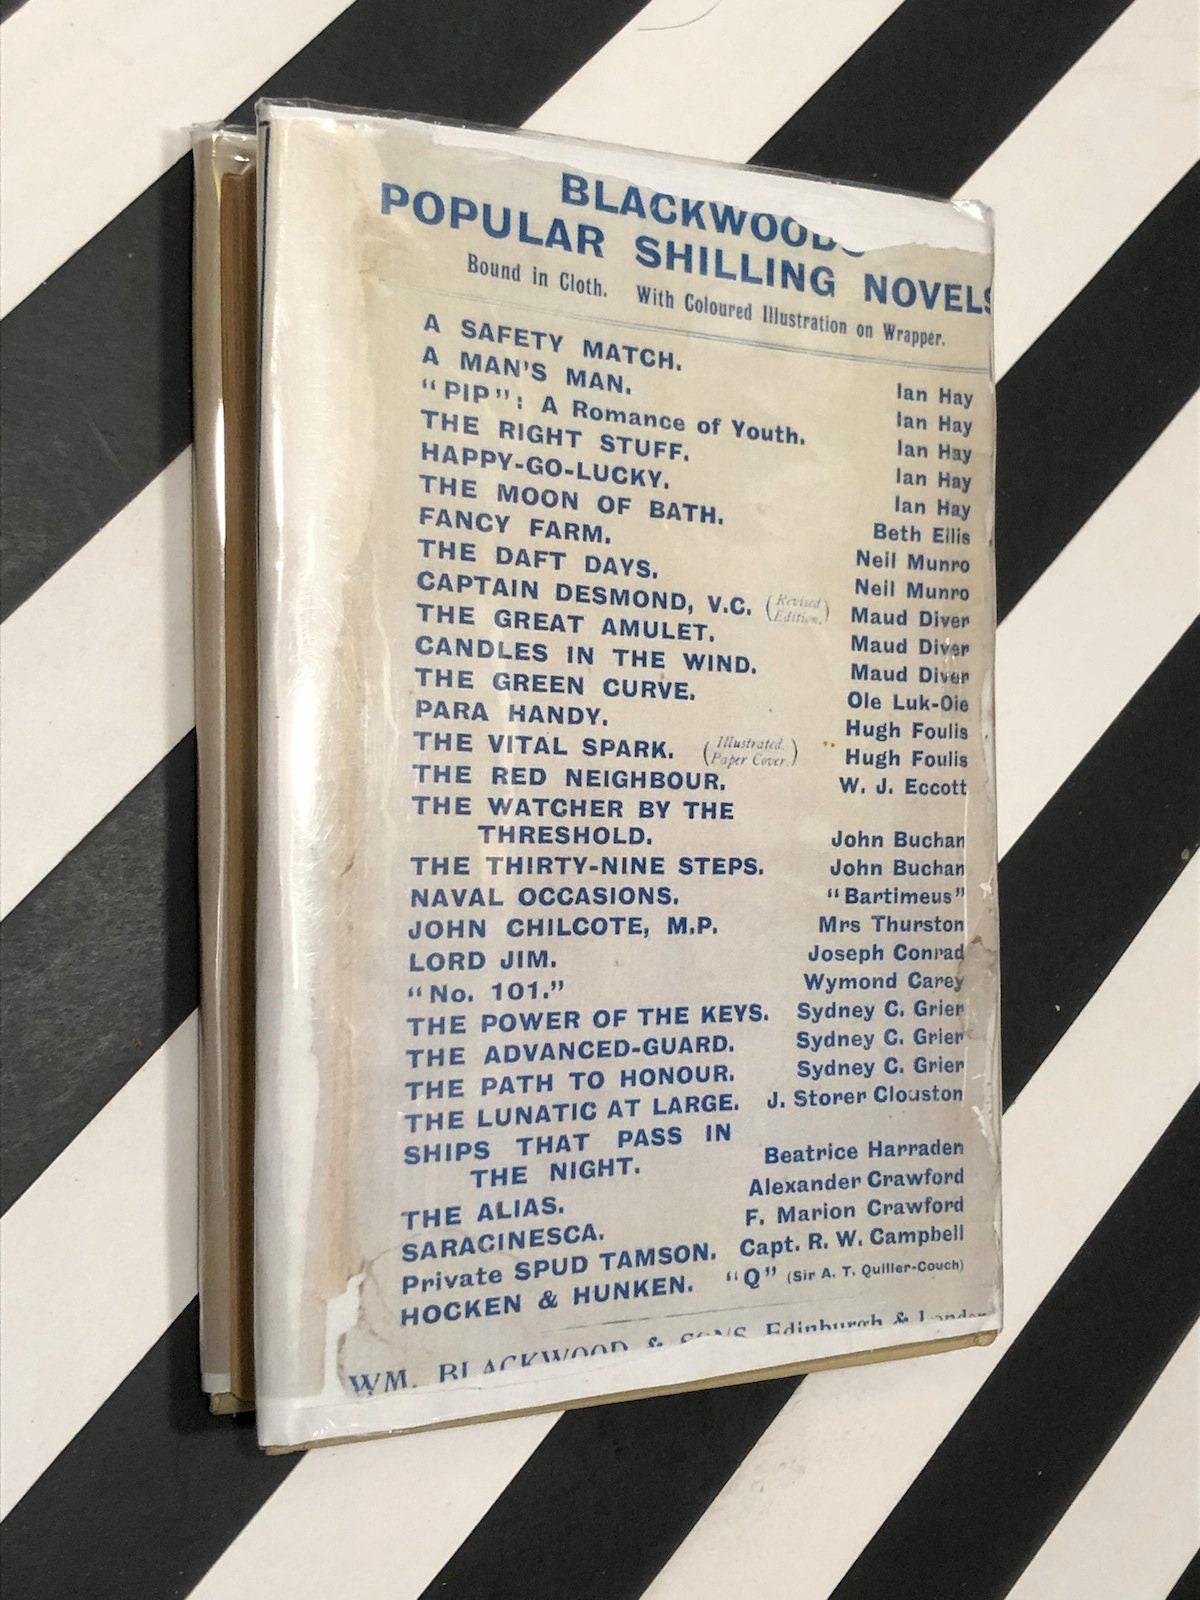 BLACKWOODS'
POPULAR SHILLING NOVELS
Bound in Cloth. With Coloured Illustration on Wrapper.
A SAFETY MATCH. Ian Hay
A MAN'S MAN. Ian Hay
"PIP": A Romance of Youth. Ian Hay
THE RIGHT STUFF. Ian Hay
HAPPY-GO-LUCKY. Ian Hay
THE MOON OF BATH. Beth Ellis
FANCY FARM. Neil Munro
THE DAFT DAYS. Neil Munro
CAPTAIN DESMOND, V.C. (Revised Edition.) Maud Diver
THE GREAT AMULET. Maud Diver
CANDLES IN THE WIND. Maud Diver
THE GREEN CURVE. Ole Luk-Oie
PARA HANDY. Hugh Foulis
THE VITAL SPARK. (Illustrated. Paper Cover.) Hugh Foulis
THE RED NEIGHBOUR. W. J. Eccott
THE WATCHER BY THE
THRESHOLD. John Buchan
THE THIRTY-NINE STEPS. John Buchan
NAVAL OCCASIONS. "Bartimeus"
JOHN CHILCOTE, M.P. Mrs Thurston
LORD JIM. Joseph Conrad
"No. 101." Wymond Carey
THE POWER OF THE KEYS. Sydney C. Grier
THE ADVANCED-GUARD. Sydney C. Grier
THE PATH TO HONOUR. Sydney C. Grier
THE LUNATIC AT LARGE. J. Storer Clouston
SHIPS THAT PASS IN
THE NIGHT. Beatrice Harraden
THE ALIAS. Alexander Crawford
SARACINESCA. F. Marion Crawford
Private SPUD TAMSON. Capt. R. W. Campbell
HOCKEN & HUNKEN. "Q" (Sir A. T. Quiller-Couch)
WM. BLACKWOOD & SONS Edinburgh & London